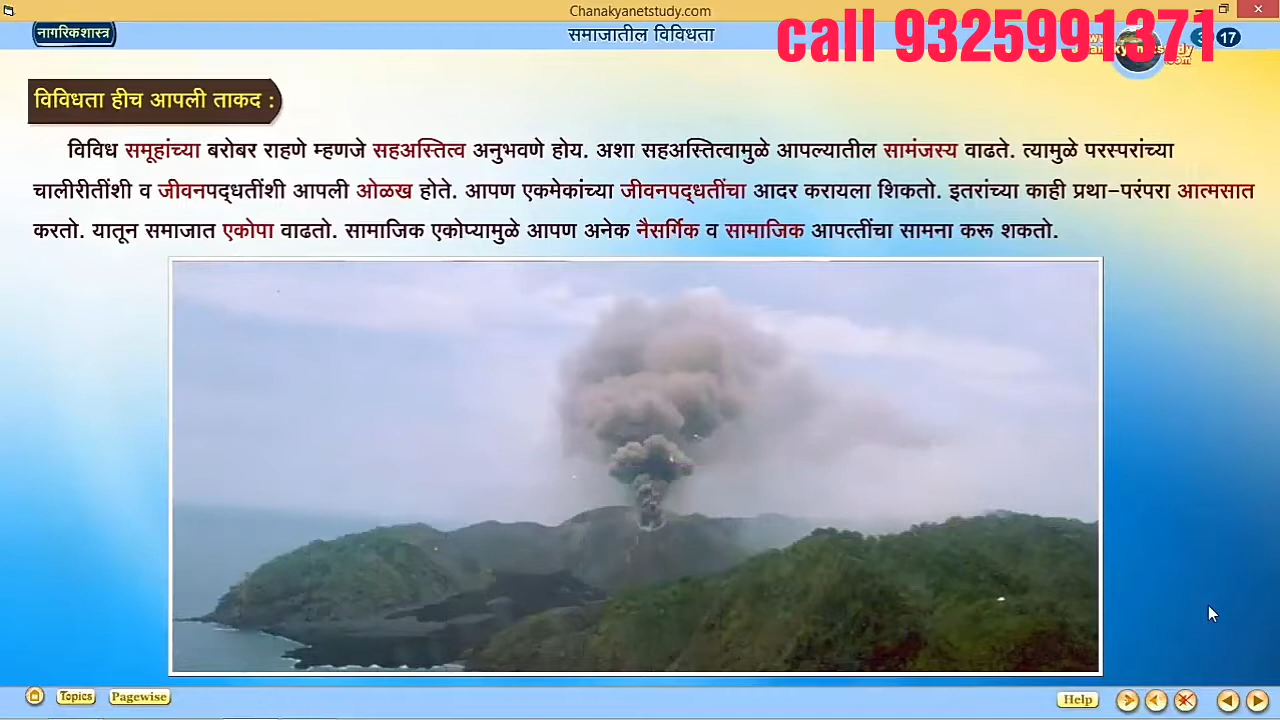 Chanakyanetstudy.com
नागरिकशास्त्र
समाजातील विविधता
call 9325991371
17
विविधता हीच आपली ताकद :
विविध समूहांच्या बरोबर राहणे म्हणजे सहअस्तित्व अनुभवणे होय. अशा सहअस्तित्वामुळे आपल्यातील सामंजस्य वाढते. त्यामुळे परस्परांच्या
चालीरीतींशी व जीवनपद्धतींशी आपली ओळख होते. आपण एकमेकांच्या जीवनपद्धतींचा आदर करायला शिकतो. इतरांच्या काही प्रथा-परंपरा आत्मसात
करतो. यातून समाजात एकोपा वाढतो. सामाजिक एकोप्यामुळे आपण अनेक नैसर्गिक व सामाजिक आपत्तींचा सामना करू शकतो.
Topics
Pagewise
Help